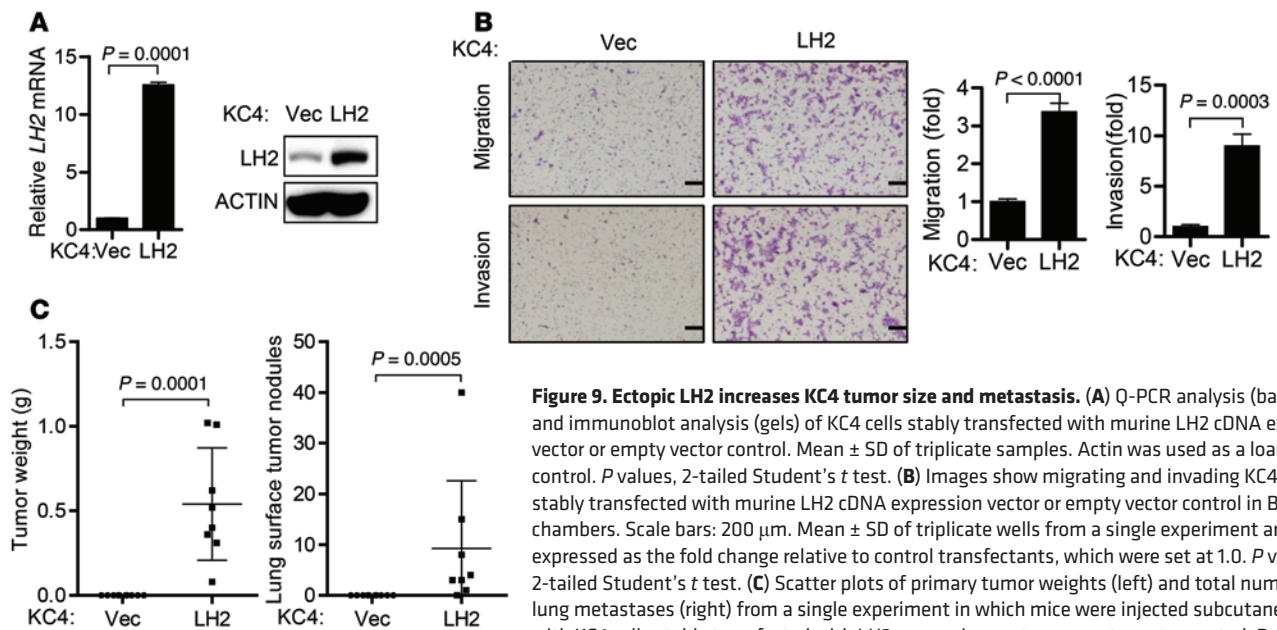 A
P = 0.0001
15
10
5
0
Relative LH2 mRNA
KC4: Vec LH2
KC4: Vec LH2
LH2
ACTIN
B
KC4:
Vec
LH2
Migration
Invasion
P < 0.0001
4
3
2
1
0
Migration (fold)
KC4: Vec LH2
P = 0.0003
15
10
5
0
Invasion(fold)
KC4: Vec LH2
C
1.5
1.0
0.5
0.0
Tumor weight (g)
P = 0.0001
KC4: Vec LH2
50
40
30
20
10
0
Lung surface tumor nodules
P = 0.0005
KC4: Vec LH2
Figure 9. Ectopic LH2 increases KC4 tumor size and metastasis. (A) Q-PCR analysis
and immunoblot analysis (gels) of KC4 cells stably transfected with murine LH2 cDNA
vector or empty vector control. Mean ± SD of triplicate samples. Actin was used as a
control. P values, 2-tailed Student's t test. (B) Images show migrating and invading KC4
stably transfected with murine LH2 cDNA expression vector or empty vector control in
chambers. Scale bars: 200 μm. Mean ± SD of triplicate wells from a single experiment
expressed as the fold change relative to control transfectants, which were set at 1.0. P
2-tailed Student's t test. (C) Scatter plots of primary tumor weights (left) and total
lung metastases (right) from a single experiment in which mice were injected